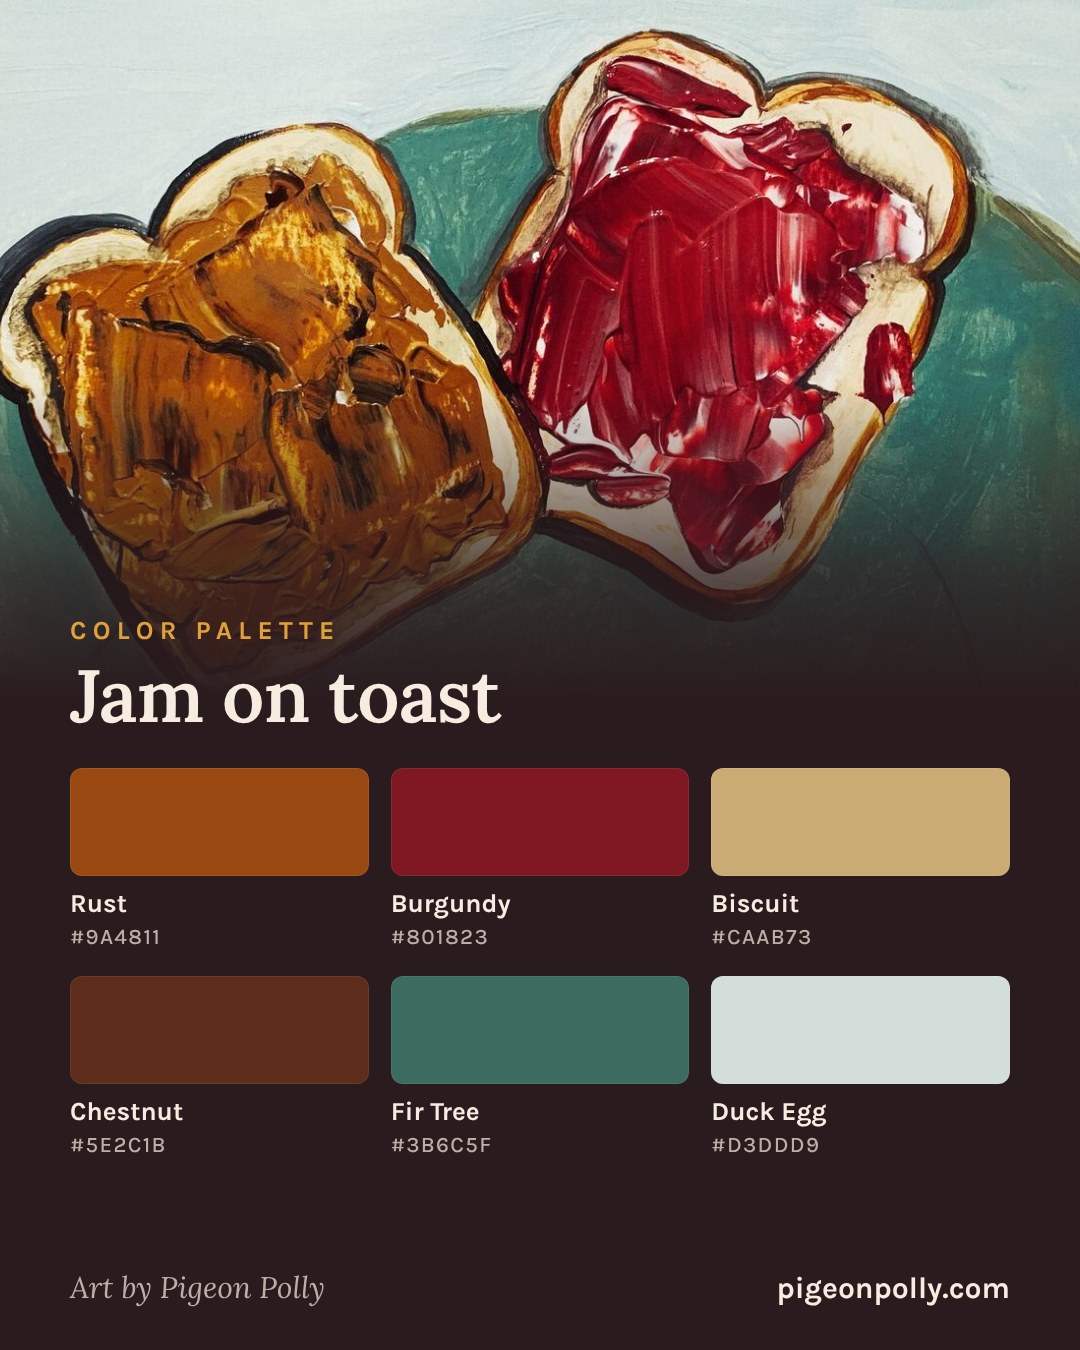 COLOR PALETTE
Jam on toast
Rust
#9A4811
Burgundy
#801823
Biscuit
#CAAB73
Chestnut
#5E2C1B
Fir Tree
#3B6C5F
Duck Egg
#D3DDD9
Art by Pigeon Polly
pigeonpolly.com